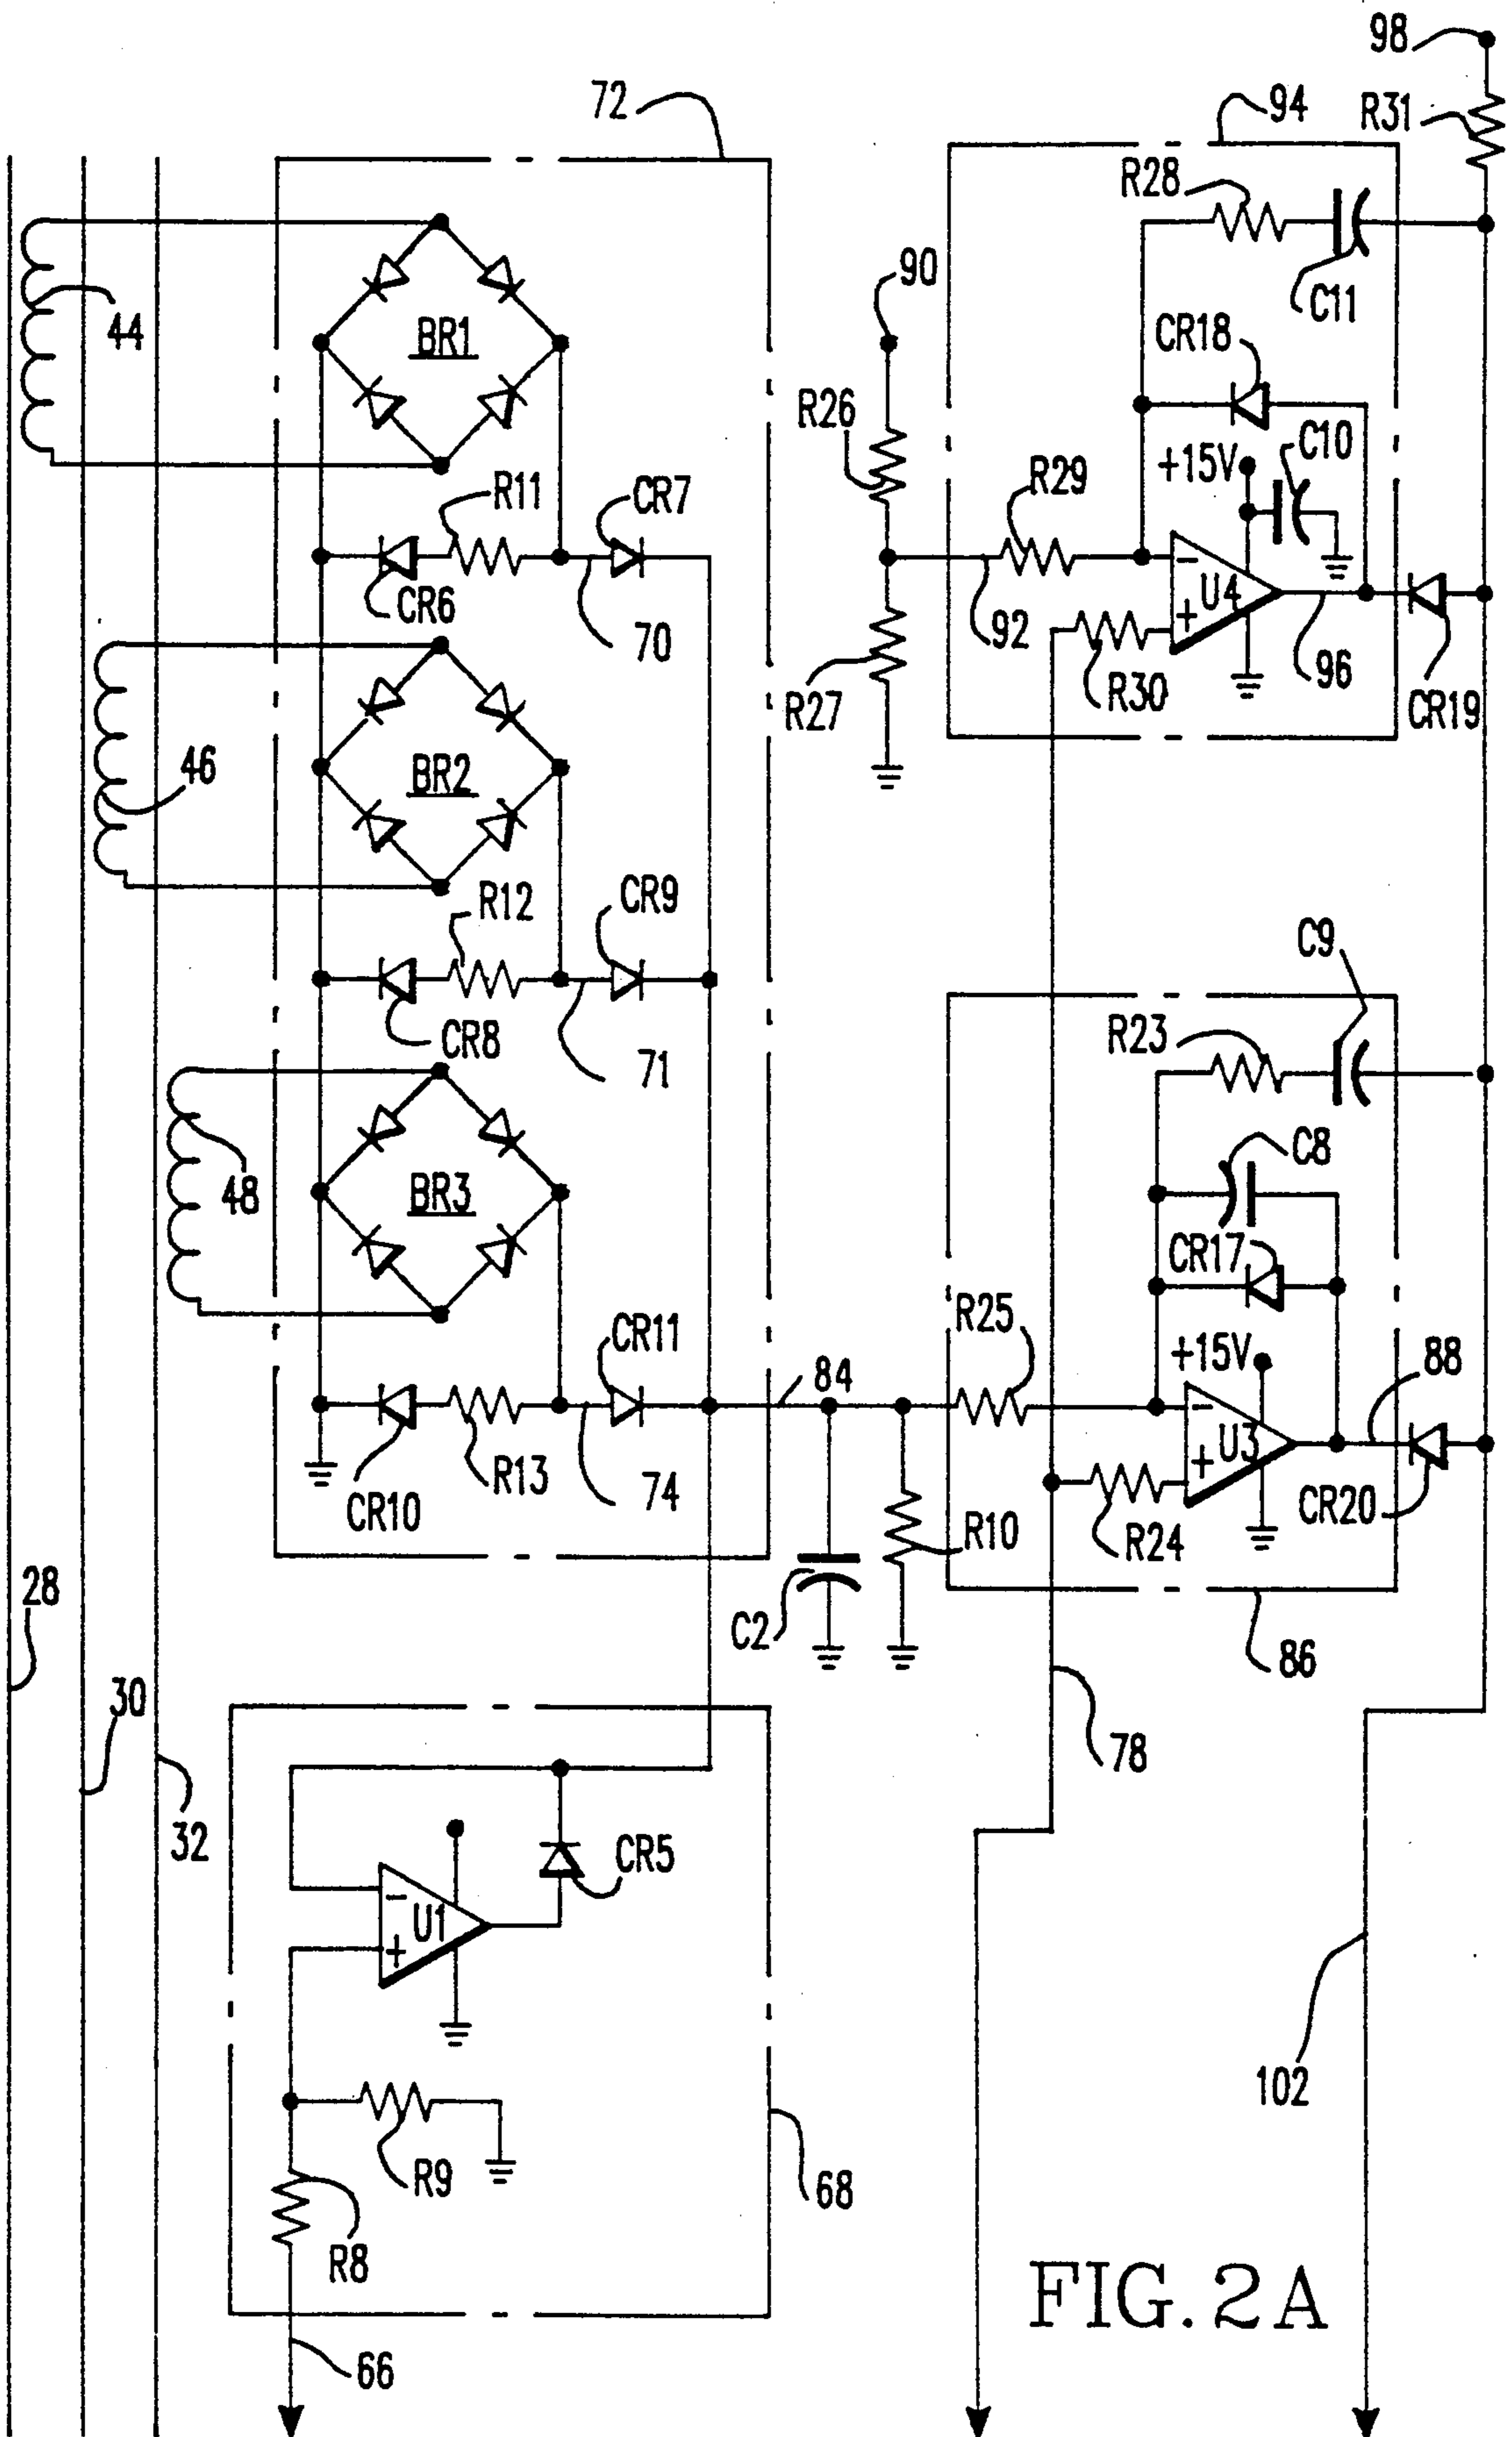 98
72
94
R31
R28
90
C11
44
BR1
CR18
R26
C10
+15V
R11
CR7
R29
−
U4
+
CR6
70
92
R30
96
R27
CR19
46
BR2
R12
CR9
C9
CR8
71
R23
C8
48
BR3
CR17
R25
CR11
84
+15V
88
−
U3
+
R13
74
CR10
R10
R24
CR20
28
C2
86
30
78
32
CR5
−
U1
+
102
R9
68
R8
FIG. 2A
66